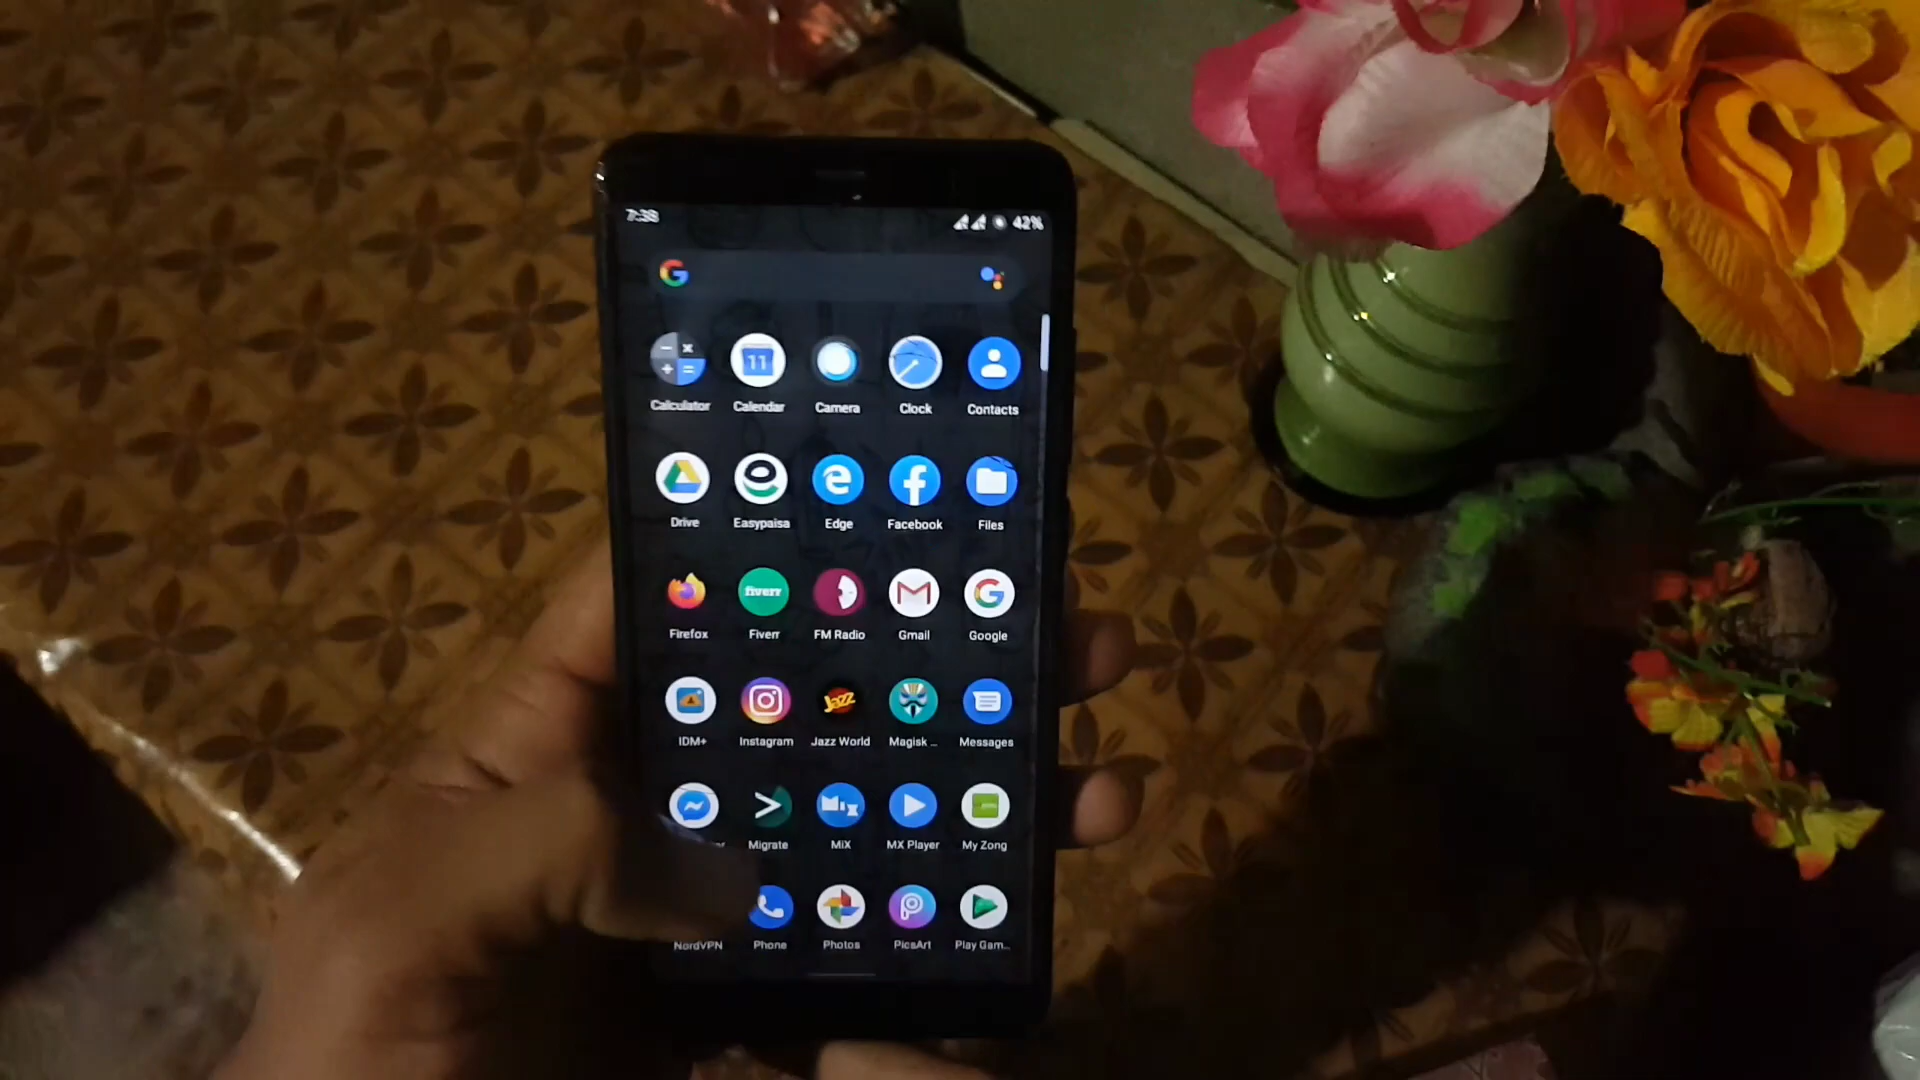 7:38 42%
11
Calculator Calendar Camera Clock Contacts
Drive Easypaisa Edge Facebook Files
fiverr
Firefox Fiverr FM Radio Gmail Google
Jazz
IDM+ Instagram Jazz World Magisk ... Messages
Mix
Migrate MiX MX Player My Zong
NordVPN Phone Photos PicsArt Play Gam...